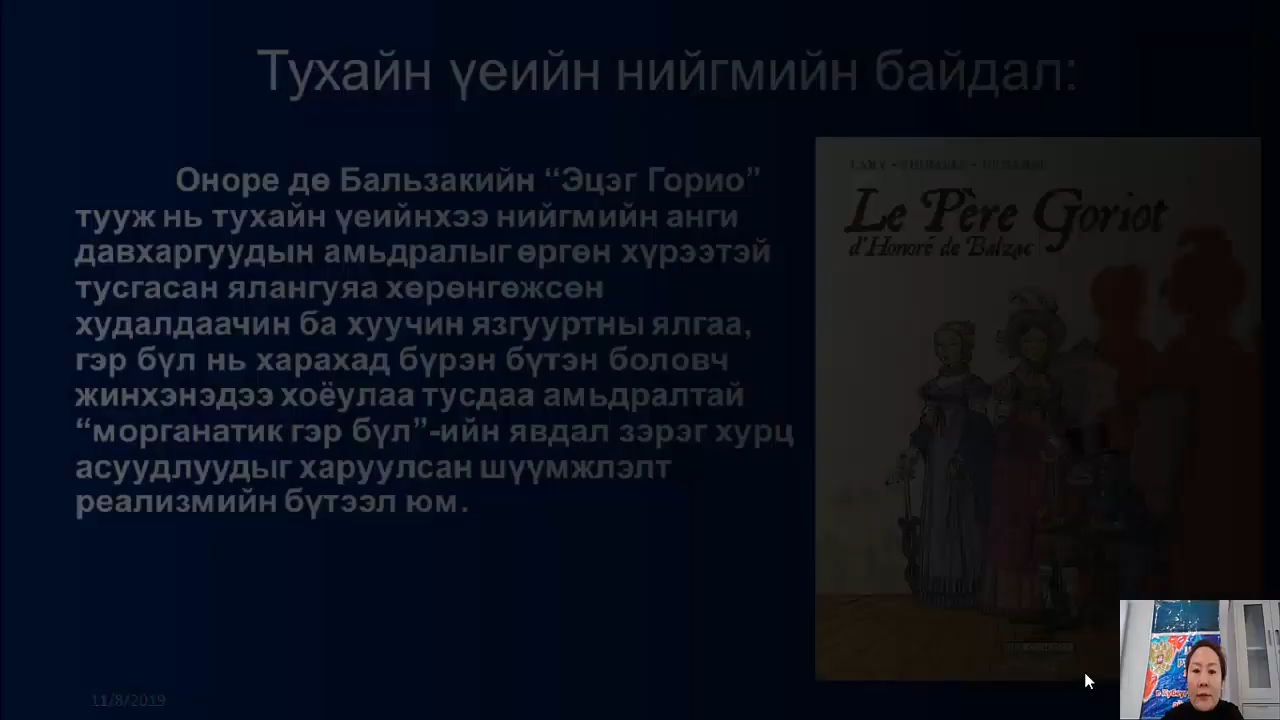 Тухайн үеийн нийгмийн байдал:
Оноре дө Бальзакийн “Эцэг Горио”
тууж нь тухайн үеийнхээ нийгмийн анги
давхаргуудын амьдралыг өргөн хүрээтэй
тусгасан ялангуяа хөрөнгөжсөн
худалдаачин ба хуучин язгууртны ялгаа,
гэр бүл нь харахад бүрэн бүтэн боловч
жинхэнэдээ хоёулаа тусдаа амьдралтай
“морганатик гэр бүл”-ийн явдал зэрэг хурц
асуудлуудыг харуулсан шүүмжлэлт
реализмийн бүтээл юм.
Le Père Goriot
d'Honoré de Balzac
11/8/2019